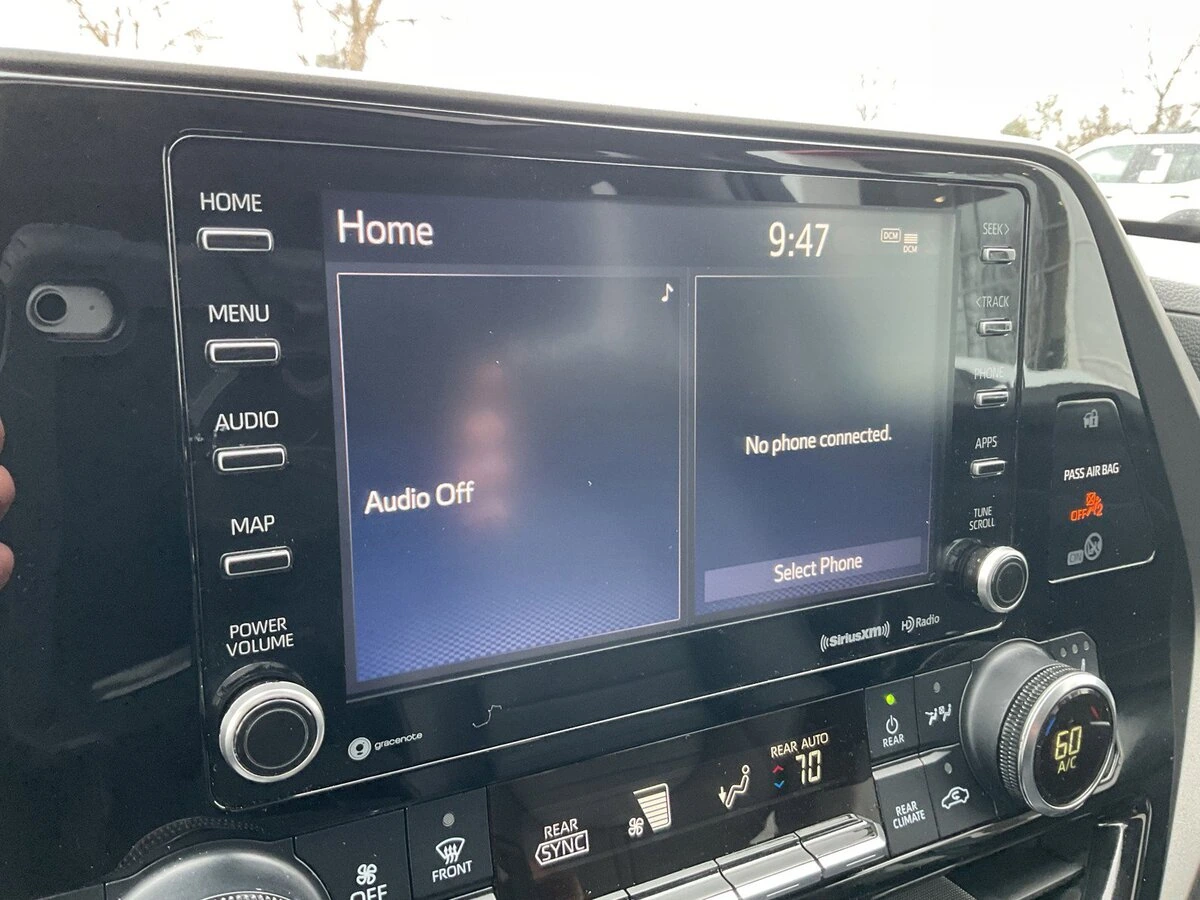 HOME
MENU
AUDIO
MAP
POWER
VOLUME
Home
9:47
DCM
DCM
Audio Off
No phone connected.
Select Phone
SEEK>
<TRACK
PHONE
APPS
TUNE
SCROLL
PASS AIR BAG
OFF
ON
gracenote
((SiriusXM))
HD Radio
REAR AUTO
70
REAR
SYNC
FRONT
OFF
REAR
REAR
CLIMATE
60
A/C